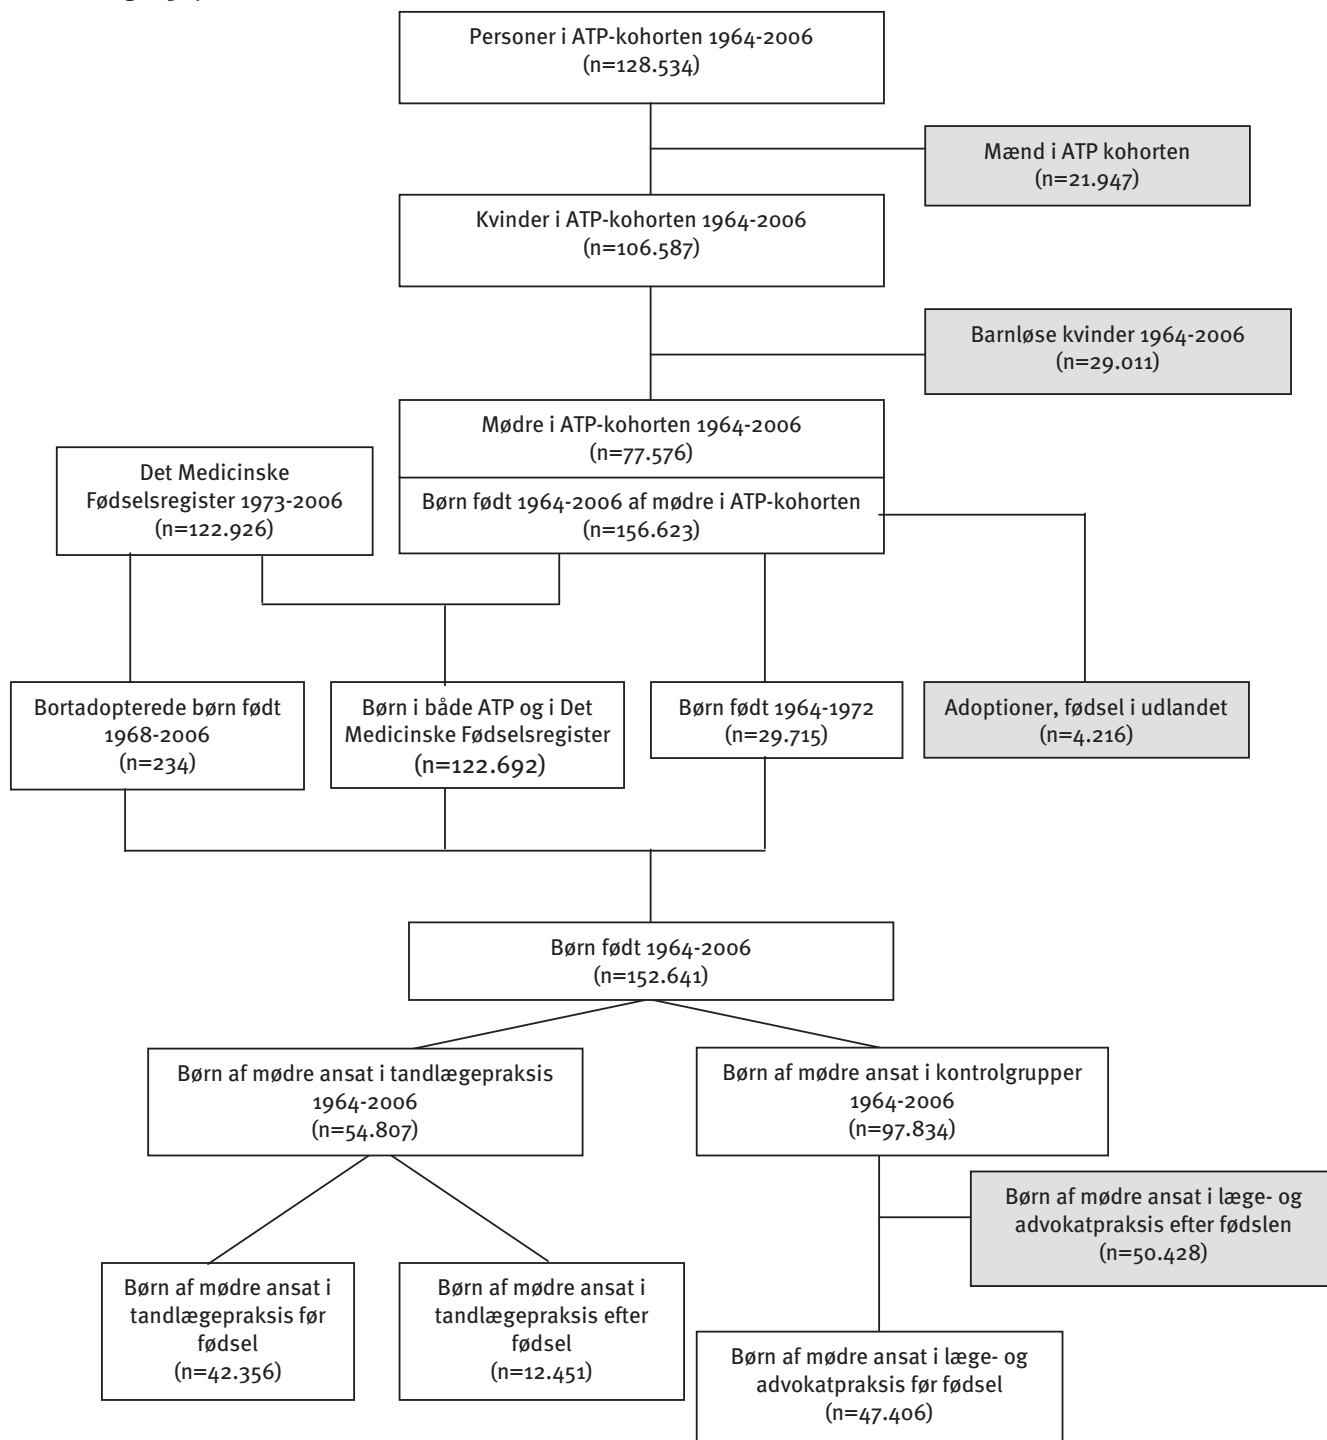 Personer i ATP-kohorten 1964-2006
(n=128.534)
Mænd i ATP kohorten
(n=21.947)
Kvinder i ATP-kohorten 1964-2006
(n=106.587)
Barnløse kvinder 1964-2006
(n=29.011)
Mødre i ATP-kohorten 1964-2006
(n=77.576)
Det Medicinske
Fødselsregister 1973-2006
(n=122.926)
Børn født 1964-2006 af mødre i ATP-kohorten
(n=156.623)
Bortadopterede børn født
1968-2006
(n=234)
Børn i både ATP og i Det
Medicinske Fødselsregister
(n=122.692)
Børn født 1964-1972
(n=29.715)
Adoptioner, fødsel i udlandet
(n=4.216)
Børn født 1964-2006
(n=152.641)
Børn af mødre ansat i tandlægepraksis
1964-2006
(n=54.807)
Børn af mødre ansat i kontrolgrupper
1964-2006
(n=97.834)
Børn af mødre ansat i læge- og
advokatpraksis efter fødslen
(n=50.428)
Børn af mødre ansat i
tandlægepraksis før
fødsel
(n=42.356)
Børn af mødre ansat i
tandlægepraksis efter
fødsel
(n=12.451)
Børn af mødre ansat i læge- og
advokatpraksis før fødsel
(n=47.406)